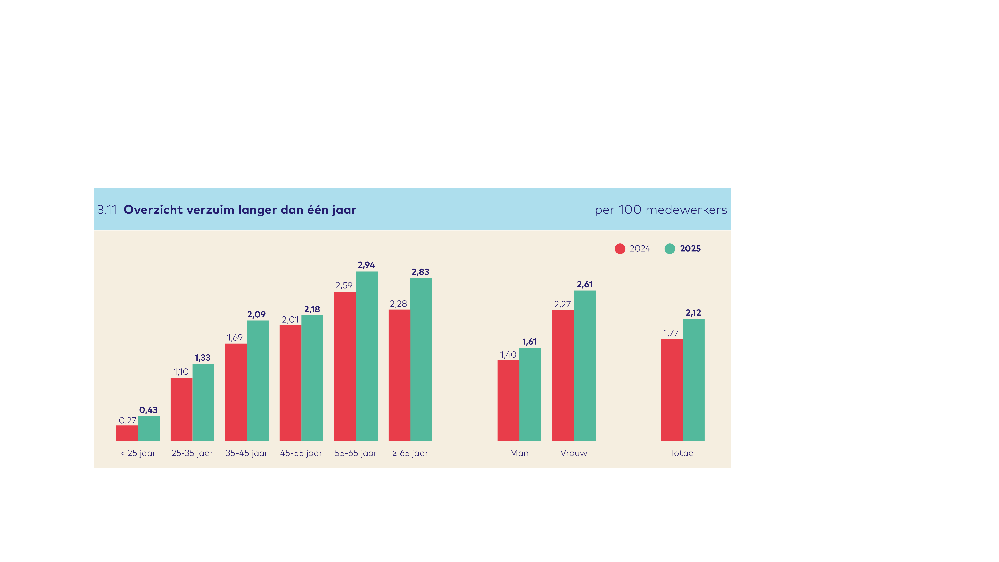 3.11 Overzicht verzuim langer dan één jaar
per 100 medewerkers
2024
2025
0,27
0,43
1,10
1,33
1,69
2,09
2,01
2,18
2,59
2,94
2,28
2,83
1,40
1,61
2,27
2,61
1,77
2,12
< 25 jaar
25-35 jaar
35-45 jaar
45-55 jaar
55-65 jaar
≥ 65 jaar
Man
Vrouw
Totaal